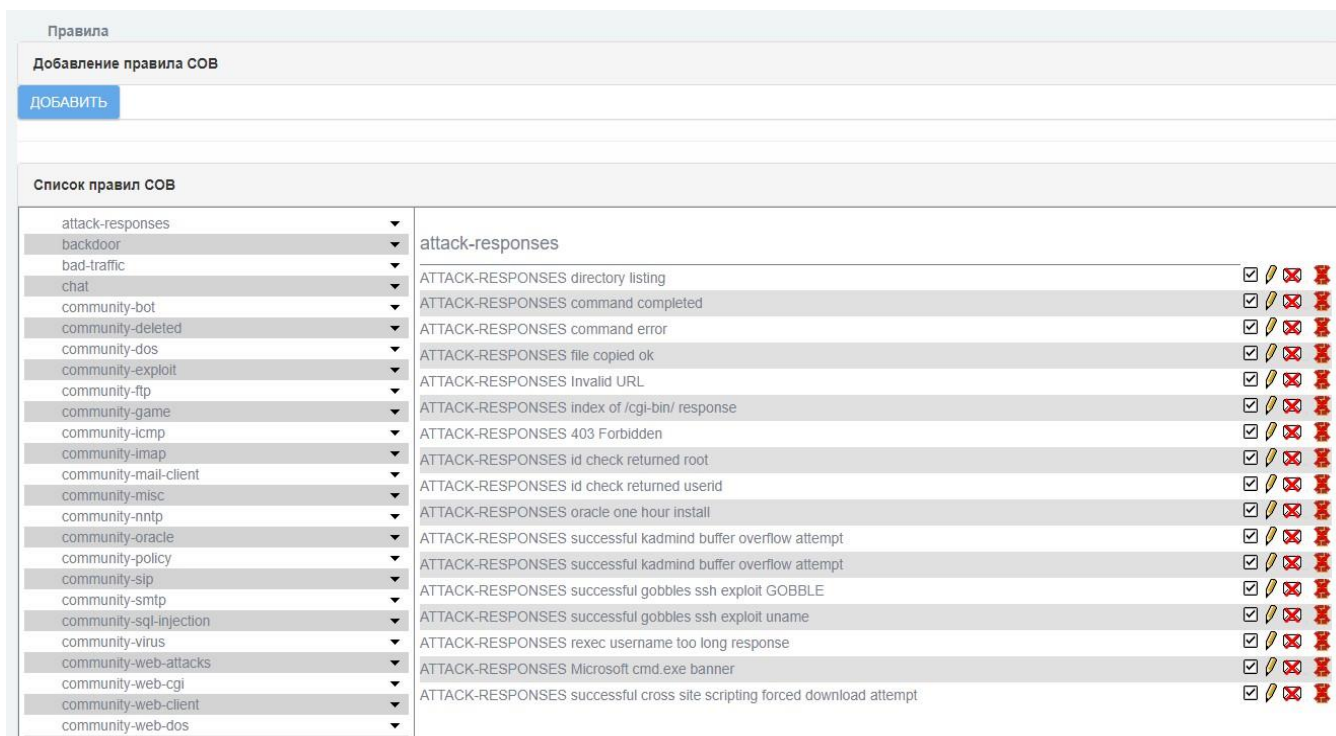 Правила
Добавление правила СОВ
ДОБАВИТЬ
Список правил СОВ
attack-responses
backdoor
bad-traffic
chat
community-bot
community-deleted
community-dos
community-exploit
community-ftp
community-game
community-icmp
community-imap
community-mail-client
community-misc
community-nntp
community-oracle
community-policy
community-sip
community-smtp
community-sql-injection
community-virus
community-web-attacks
community-web-cgi
community-web-client
community-web-dos
attack-responses
ATTACK-RESPONSES directory listing
ATTACK-RESPONSES command completed
ATTACK-RESPONSES command error
ATTACK-RESPONSES file copied ok
ATTACK-RESPONSES Invalid URL
ATTACK-RESPONSES index of /cgi-bin/ response
ATTACK-RESPONSES 403 Forbidden
ATTACK-RESPONSES id check returned root
ATTACK-RESPONSES id check returned userid
ATTACK-RESPONSES oracle one hour install
ATTACK-RESPONSES successful kadmind buffer overflow attempt
ATTACK-RESPONSES successful kadmind buffer overflow attempt
ATTACK-RESPONSES successful gobbles ssh exploit GOBBLE
ATTACK-RESPONSES successful gobbles ssh exploit uname
ATTACK-RESPONSES rexec username too long response
ATTACK-RESPONSES Microsoft cmd.exe banner
ATTACK-RESPONSES successful cross site scripting forced download attempt